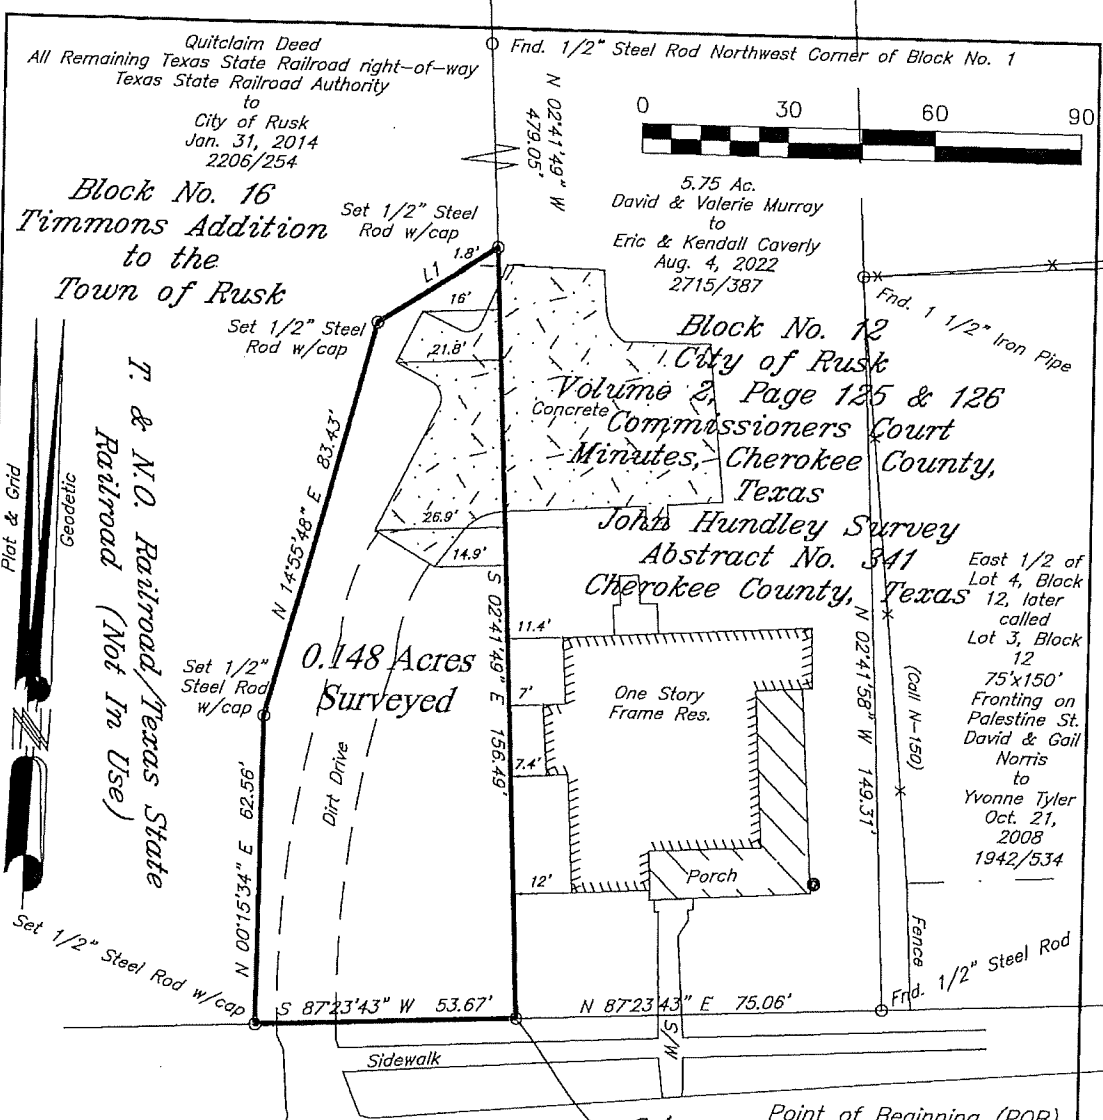 Quitclaim Deed
All Remaining Texas State Railroad right-of-way
Texas State Railroad Authority
to
City of Rusk
Jan. 31, 2014
2206/254
Fnd. 1/2" Steel Rod Northwest Corner of Block No. 1
N 02°41'49" W
479.05'
0 30 60 90
Block No. 16
Timmons Addition
to the
Town of Rusk
Set 1/2" Steel
Rod w/cap
1.8'
L1
5.75 Ac.
David & Valerie Murray
to
Eric & Kendall Caverly
Aug. 4, 2022
2715/387
Fnd. 1 1/2" Iron Pipe
Set 1/2" Steel
Rod w/cap
16'
21.8'
Concrete
26.9'
14.9'
Block No. 12
City of Rusk
Volume 2, Page 125 & 126
Commissioners Court
Minutes, Cherokee County,
Texas
John Hundley Survey
Abstract No. 341
Cherokee County, Texas
Plat & Grid
Geodetic
T. & N.O. Railroad/Texas State
Railroad (Not In Use)
N 14°55'48" E 83.43'
S 02°41'49" E 156.49'
11.4'
7'
7.4'
12'
0.148 Acres
Surveyed
Set 1/2"
Steel Rod
w/cap
Dirt Drive
N 00°15'34" E 62.56'
One Story
Frame Res.
Porch
N 02°41'58" W 149.31'
(Call N-150)
East 1/2 of
Lot 4, Block
12, later
called
Lot 3, Block
12
75'x150'
Fronting on
Palestine St.
David & Gail
Norris
to
Yvonne Tyler
Oct. 21,
2008
1942/534
Fence
Set 1/2" Steel Rod w/cap
Fnd. 1/2" Steel Rod
S 87°23'43" W 53.67'
N 87°23'43" E 75.06'
S/W
Sidewalk
Point of Beginning (POB)